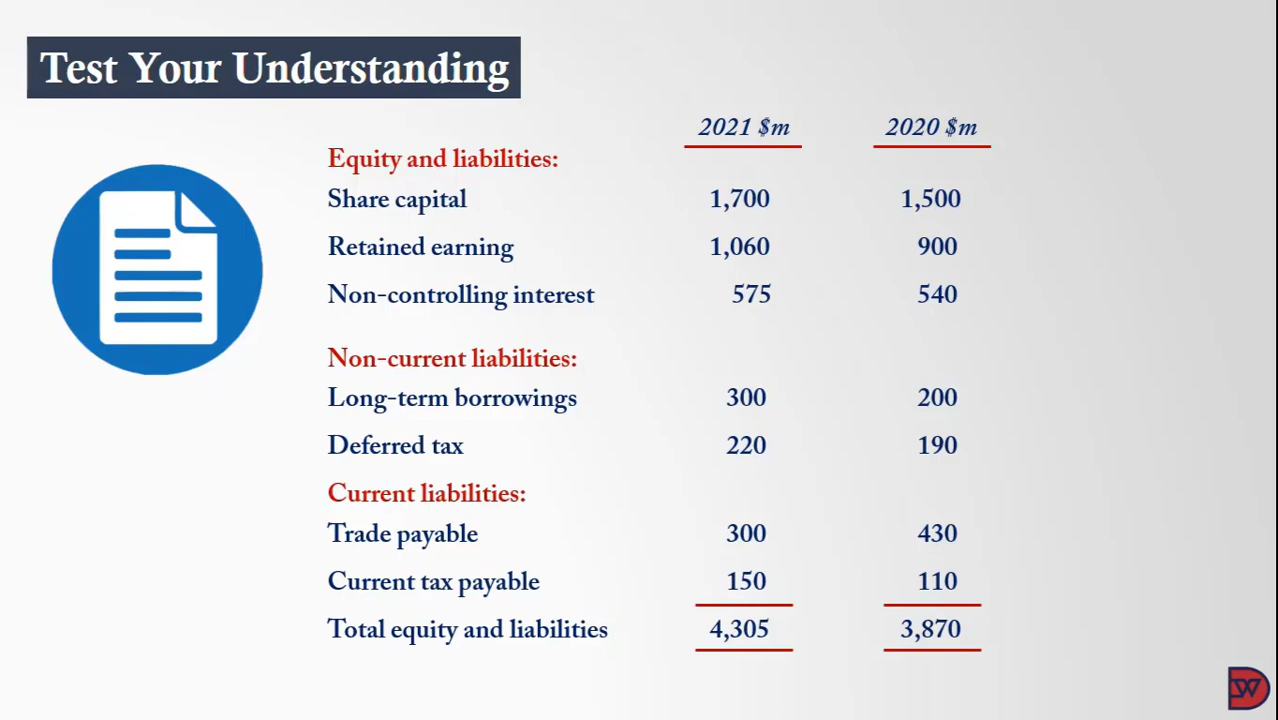 Test Your Understanding
2021 $m 2020 $m
Equity and liabilities:
Share capital 1,700 1,500
Retained earning 1,060 900
Non-controlling interest 575 540
Non-current liabilities:
Long-term borrowings 300 200
Deferred tax 220 190
Current liabilities:
Trade payable 300 430
Current tax payable 150 110
Total equity and liabilities 4,305 3,870
DW